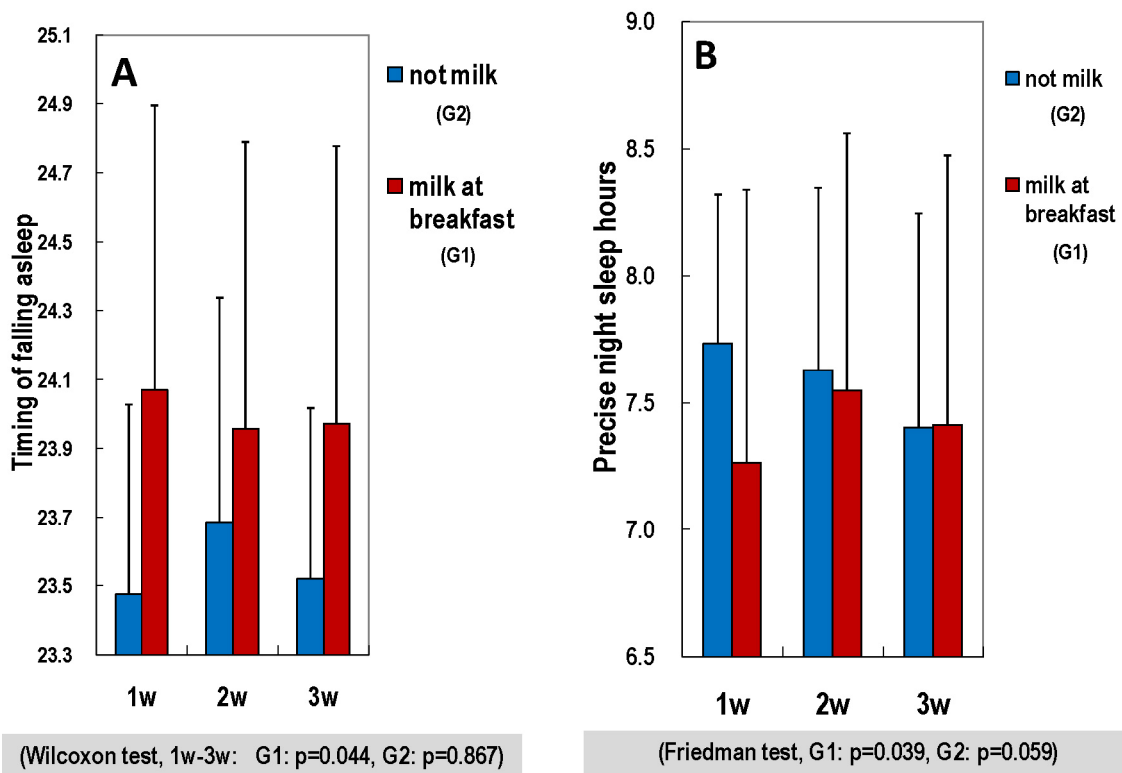 A
Timing of falling asleep
25.1
24.9
24.7
24.5
24.3
24.1
23.9
23.7
23.5
23.3
1w 2w 3w
not milk
(G2)
milk at
breakfast
(G1)
(Wilcoxon test, 1w-3w: G1: p=0.044, G2: p=0.867)
B
Precise night sleep hours
9.0
8.5
8.0
7.5
7.0
6.5
1w 2w 3w
not milk
(G2)
milk at
breakfast
(G1)
(Friedman test, G1: p=0.039, G2: p=0.059)